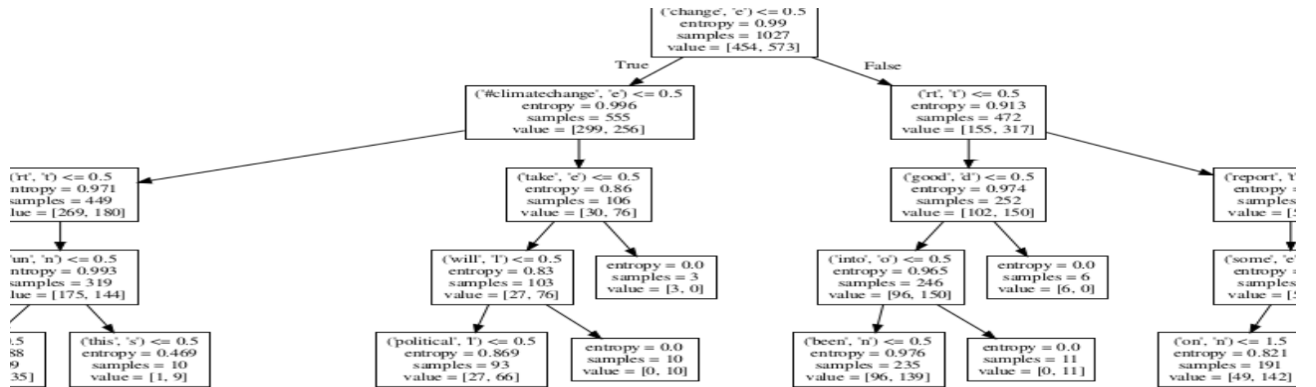 ('change', 'e') <= 0.5
entropy = 0.99
samples = 1027
value = [454, 573]
True
False
('#climatechange', 'e') <= 0.5
entropy = 0.996
samples = 555
value = [299, 256]
('rt', 't') <= 0.5
entropy = 0.913
samples = 472
value = [155, 317]
('rt', 't') <= 0.5
ntropy = 0.971
samples = 449
lue = [269, 180]
('take', 'e') <= 0.5
entropy = 0.86
samples = 106
value = [30, 76]
('good', 'd') <= 0.5
entropy = 0.974
samples = 252
value = [102, 150]
('report', 't'
entropy =
samples
value = [5
'un', 'n') <= 0.5
ntropy = 0.993
samples = 319
lue = [175, 144]
('will', 'l') <= 0.5
entropy = 0.83
samples = 103
value = [27, 76]
entropy = 0.0
samples = 3
value = [3, 0]
('into', 'o') <= 0.5
entropy = 0.965
samples = 246
value = [96, 150]
entropy = 0.0
samples = 6
value = [6, 0]
('some', 'e'
entropy =
samples
value = [5
0.5
88
9
35]
('this', 's') <= 0.5
entropy = 0.469
samples = 10
value = [1, 9]
('political', 'l') <= 0.5
entropy = 0.869
samples = 93
value = [27, 66]
entropy = 0.0
samples = 10
value = [0, 10]
('been', 'n') <= 0.5
entropy = 0.976
samples = 235
value = [96, 139]
entropy = 0.0
samples = 11
value = [0, 11]
('on', 'n') <= 1.5
entropy = 0.821
samples = 191
value = [49, 142]